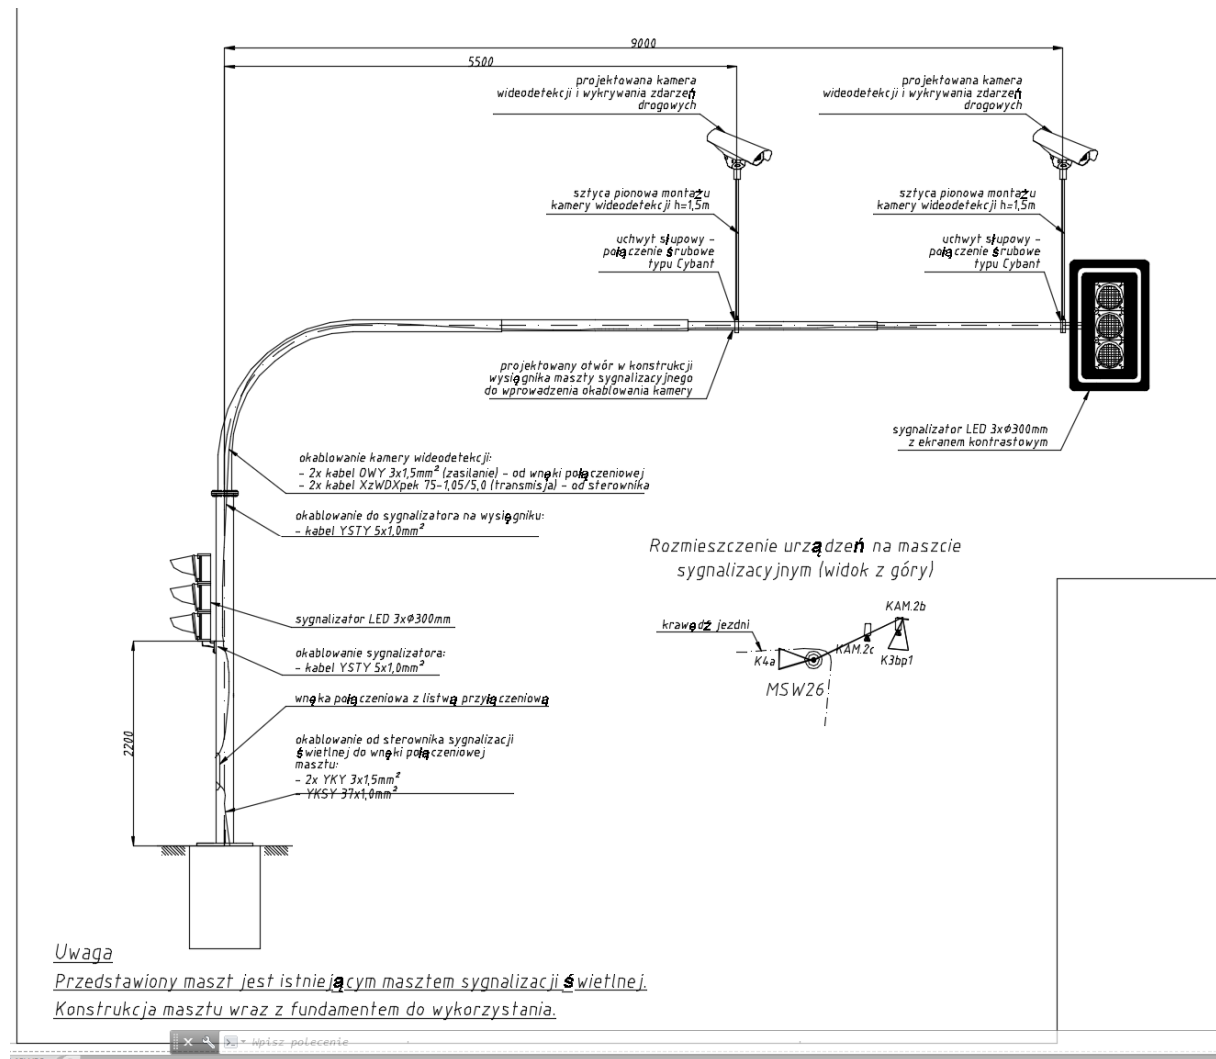 9000
5500
projektowana kamera
wideodetekcji i wykrywania zdarzeń
drogowych
projektowana kamera
wideodetekcji i wykrywania zdarzeń
drogowych
sztyca pionowa montażu
kamery wideodetekcji h=1,5m
sztyca pionowa montażu
kamery wideodetekcji h=1,5m
uchwyt słupowy -
połączenie śrubowe
typu Cybant
uchwyt słupowy -
połączenie śrubowe
typu Cybant
projektowany otwór w konstrukcji
wysięgnika maszty sygnalizacyjnego
do wprowadzenia okablowania kamery
sygnalizator LED 3xØ300mm
z ekranem kontrastowym
okablowanie kamery wideodetekcji:
- 2x kabel OWY 3x1,5mm² (zasilanie) - od wnęki połączeniowej
- 2x kabel XzWDXpek 75-1,05/5,0 (transmisja) - od sterownika
okablowanie do sygnalizatora na wysięgniku:
- kabel YSTY 5x1,0mm²
sygnalizator LED 3xØ300mm
okablowanie sygnalizatora:
- kabel YSTY 5x1,0mm²
wnęka połączeniowa z listwą przyłączeniową
okablowanie od sterownika sygnalizacji
świetlnej do wnęki połączeniowej
masztu:
- 2x YKY 3x1,5mm²
- YKSY 37x1,0mm²
2200
Rozmieszczenie urządzeń na maszcie
sygnalizacyjnym (widok z góry)
KAM.2b
krawędź jezdni
KAM.2c
K4a
K3bp1
MSW26
Uwaga
Przedstawiony maszt jest istniejącym masztem sygnalizacji świetlnej.
Konstrukcja masztu wraz z fundamentem do wykorzystania.
Wpisz polecenie